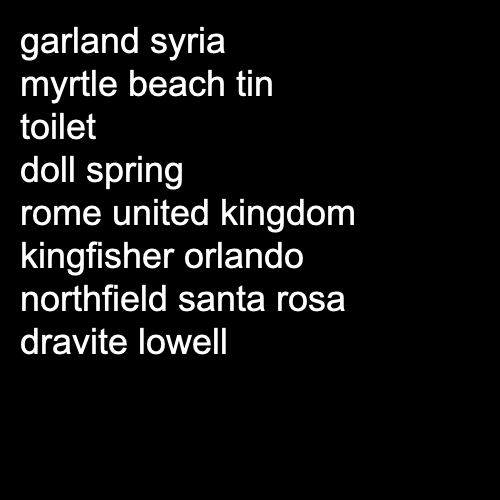 garland syria
myrtle beach tin
toilet
doll spring
rome united kingdom
kingfisher orlando
northfield santa rosa
dravite lowell